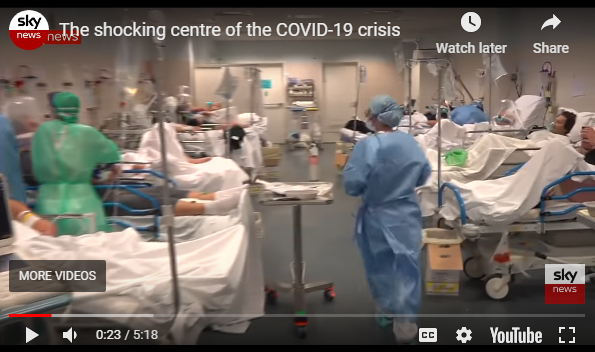 sky
news
news
The shocking centre of the COVID-19 crisis
Watch later
Share
MORE VIDEOS
sky
news
0:23 / 5:18
CC
YouTube